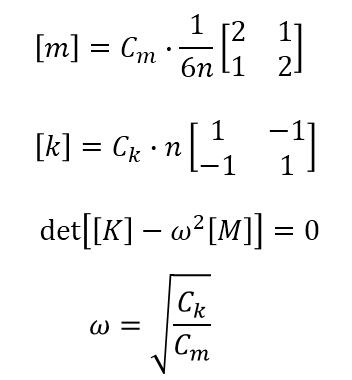 [m] = C_m · 1/6n [2 1 1 2]
[k] = C_k · n [1 −1 −1 1]
det[[K] − ω²[M]] = 0
ω = √(C_k/C_m)